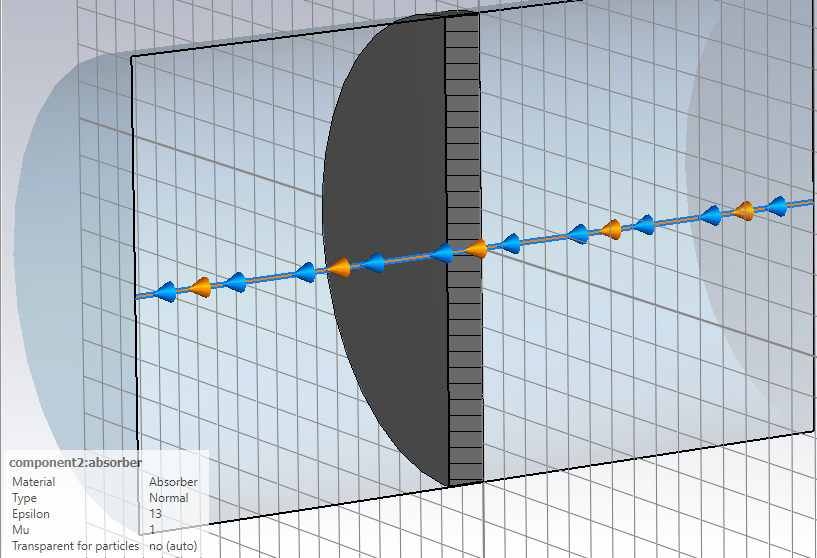 component2:absorber
Material Absorber
Type Normal
Epsilon 13
Mu 1
Transparent for particles no (auto)